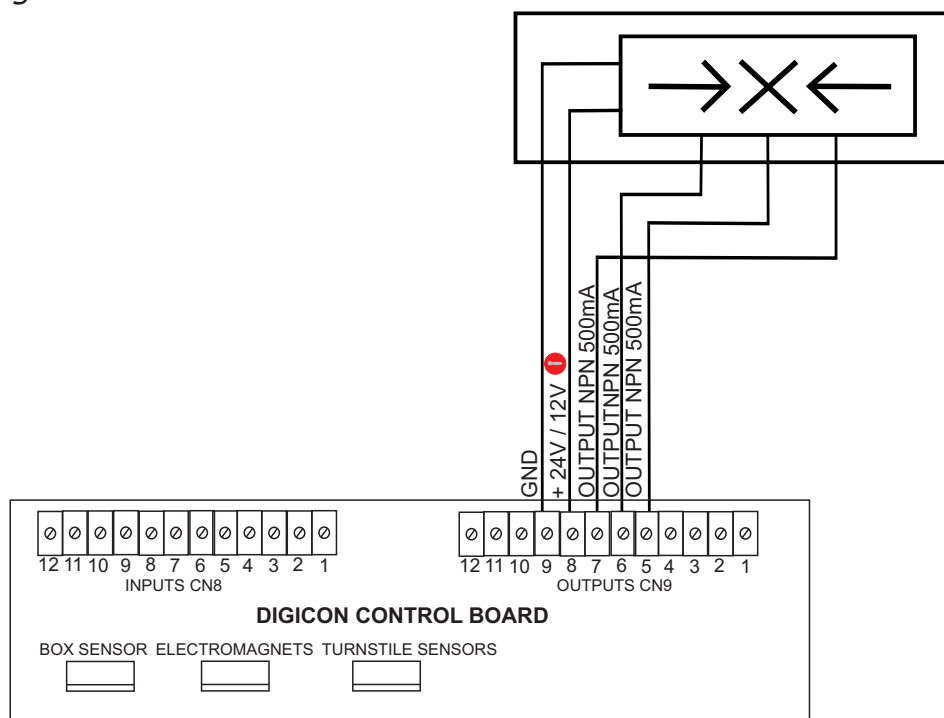 GND
+ 24V / 12V
OUTPUT NPN 500mA
OUTPUTNPN 500mA
OUTPUT NPN 500mA
12 11 10 9 8 7 6 5 4 3 2 1
INPUTS CN8
12 11 10 9 8 7 6 5 4 3 2 1
OUTPUTS CN9
DIGICON CONTROL BOARD
BOX SENSOR ELECTROMAGNETS TURNSTILE SENSORS